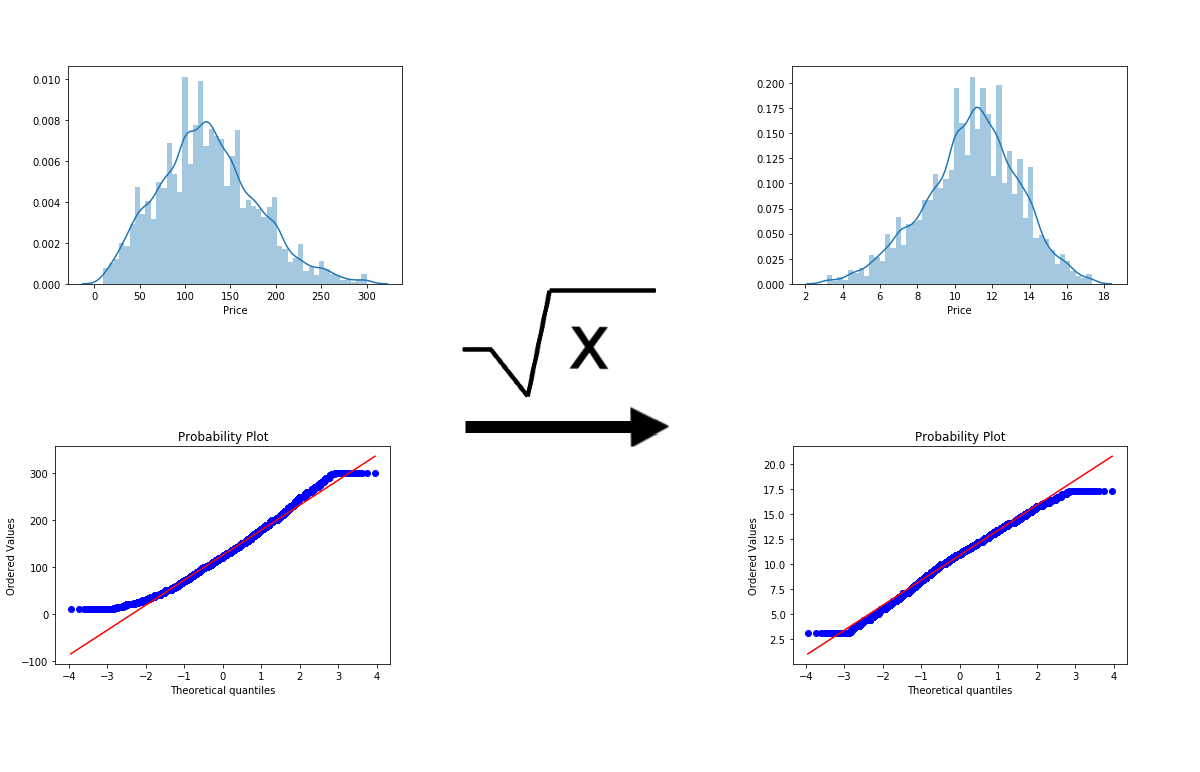 0.010
0.008
0.006
0.004
0.002
0.000
0 50 100 150 200 250 300
Price
0.200
0.175
0.150
0.125
0.100
0.075
0.050
0.025
0.000
2 4 6 8 10 12 14 16 18
Price
√X
Probability Plot
Ordered Values
300
200
100
0
−100
−4 −3 −2 −1 0 1 2 3 4
Theoretical quantiles
Probability Plot
Ordered Values
20.0
17.5
15.0
12.5
10.0
7.5
5.0
2.5
−4 −3 −2 −1 0 1 2 3 4
Theoretical quantiles